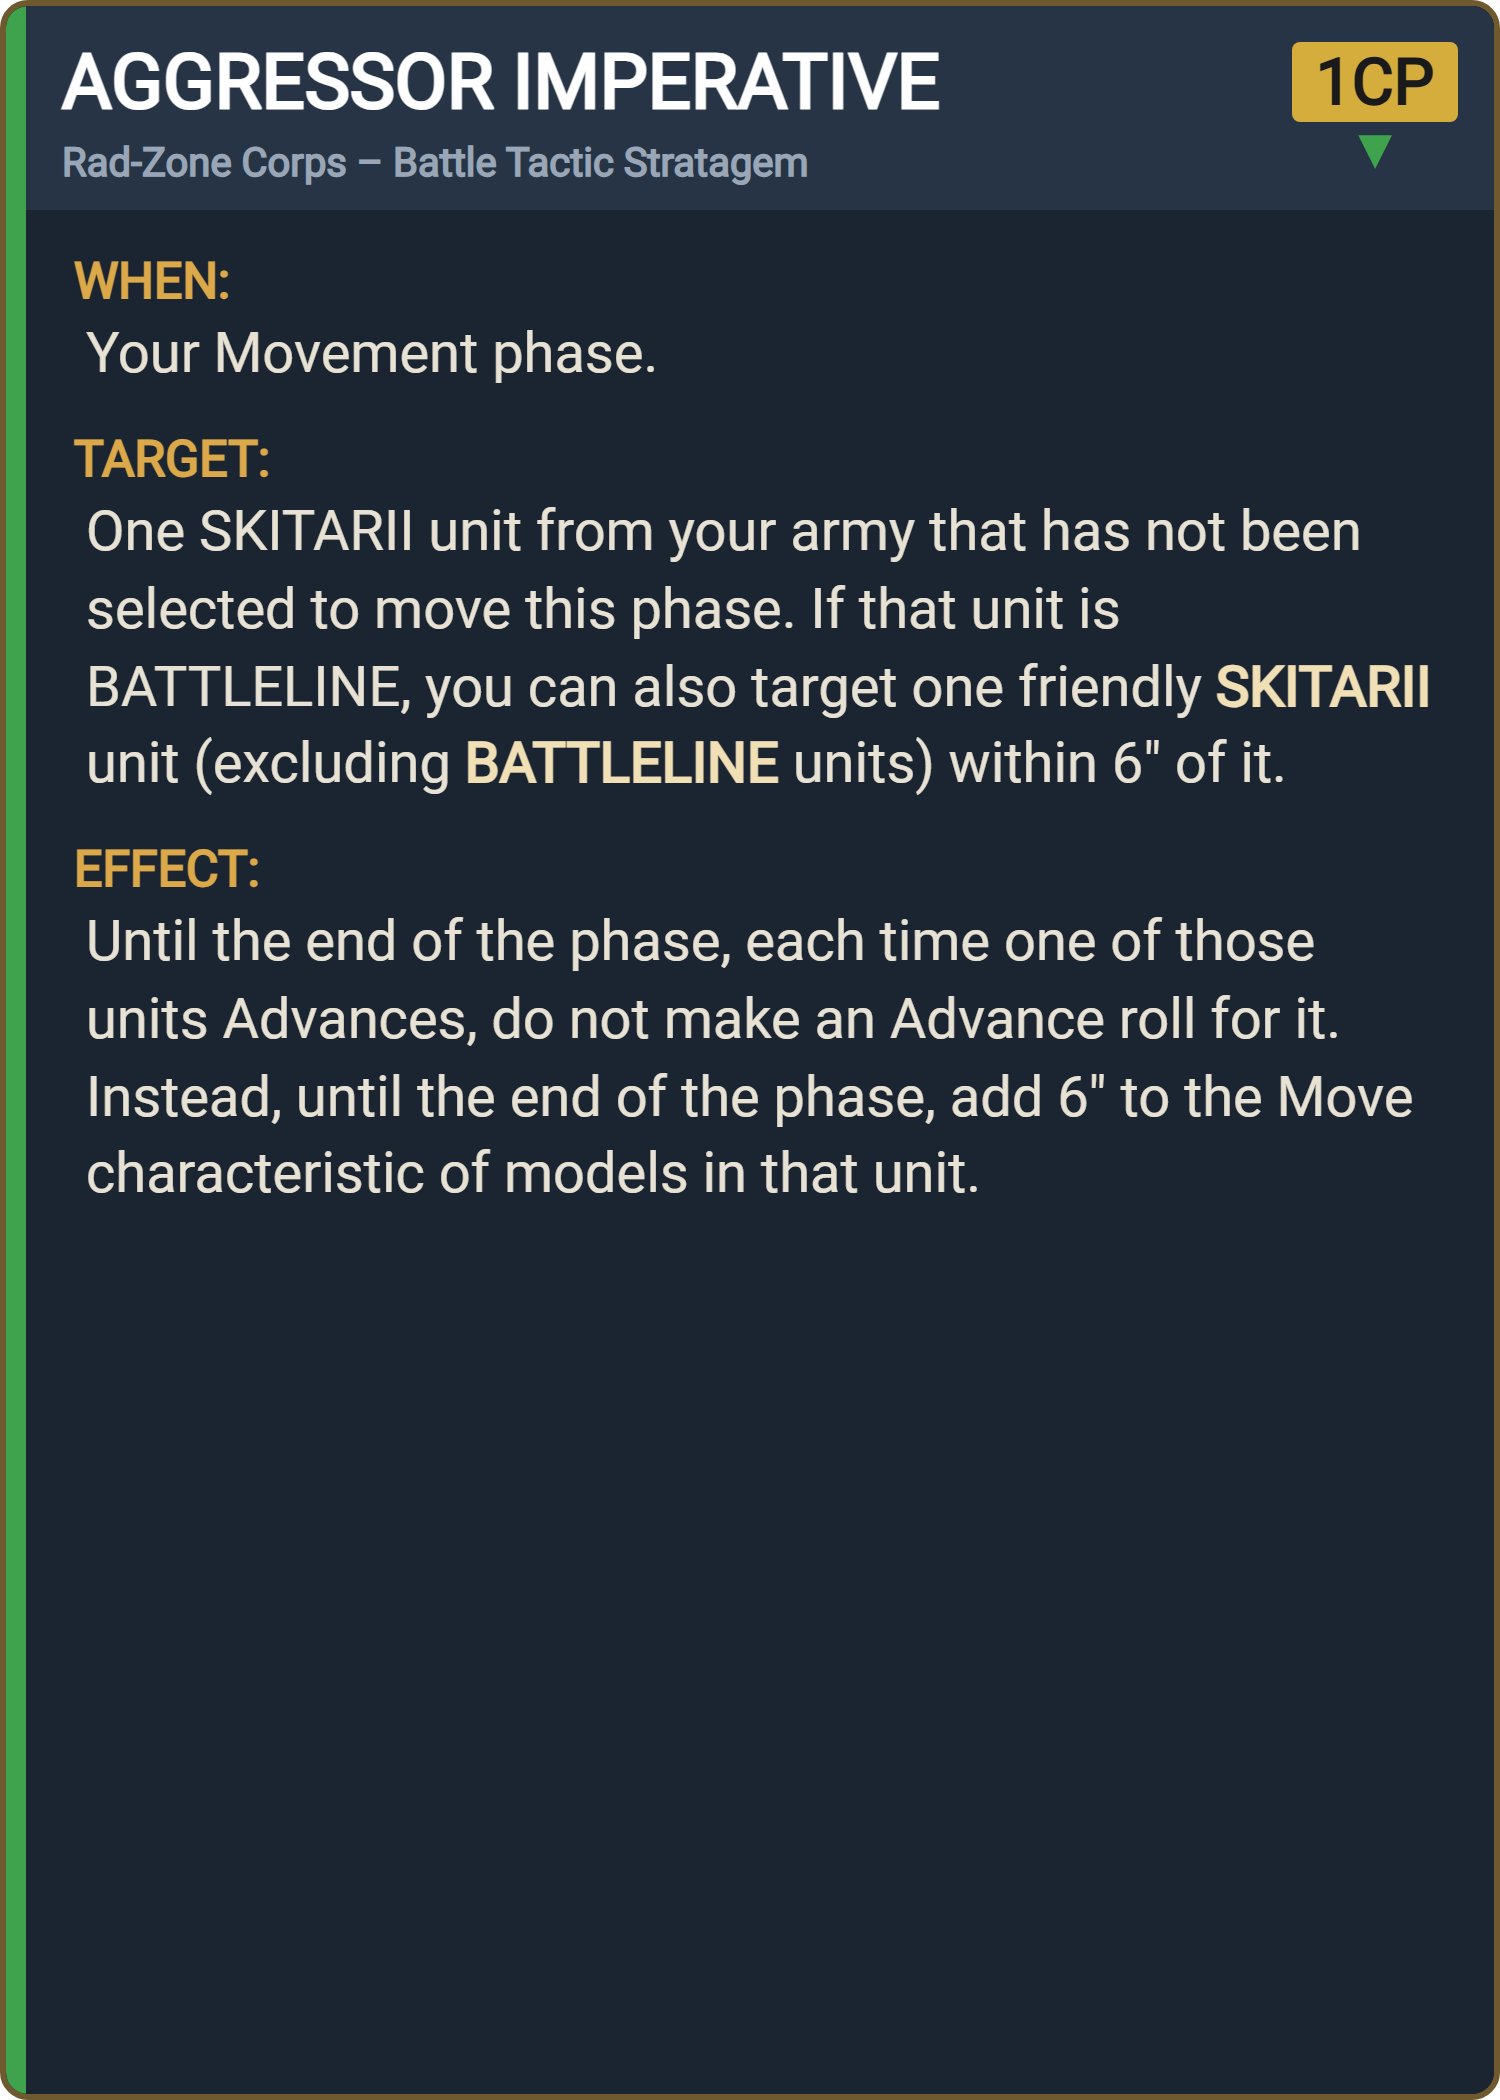 AGGRESSOR IMPERATIVE
1CP
Rad-Zone Corps – Battle Tactic Stratagem
WHEN:
Your Movement phase.
TARGET:
One SKITARII unit from your army that has not been
selected to move this phase. If that unit is
BATTLELINE, you can also target one friendly SKITARII
unit (excluding BATTLELINE units) within 6" of it.
EFFECT:
Until the end of the phase, each time one of those
units Advances, do not make an Advance roll for it.
Instead, until the end of the phase, add 6" to the Move
characteristic of models in that unit.